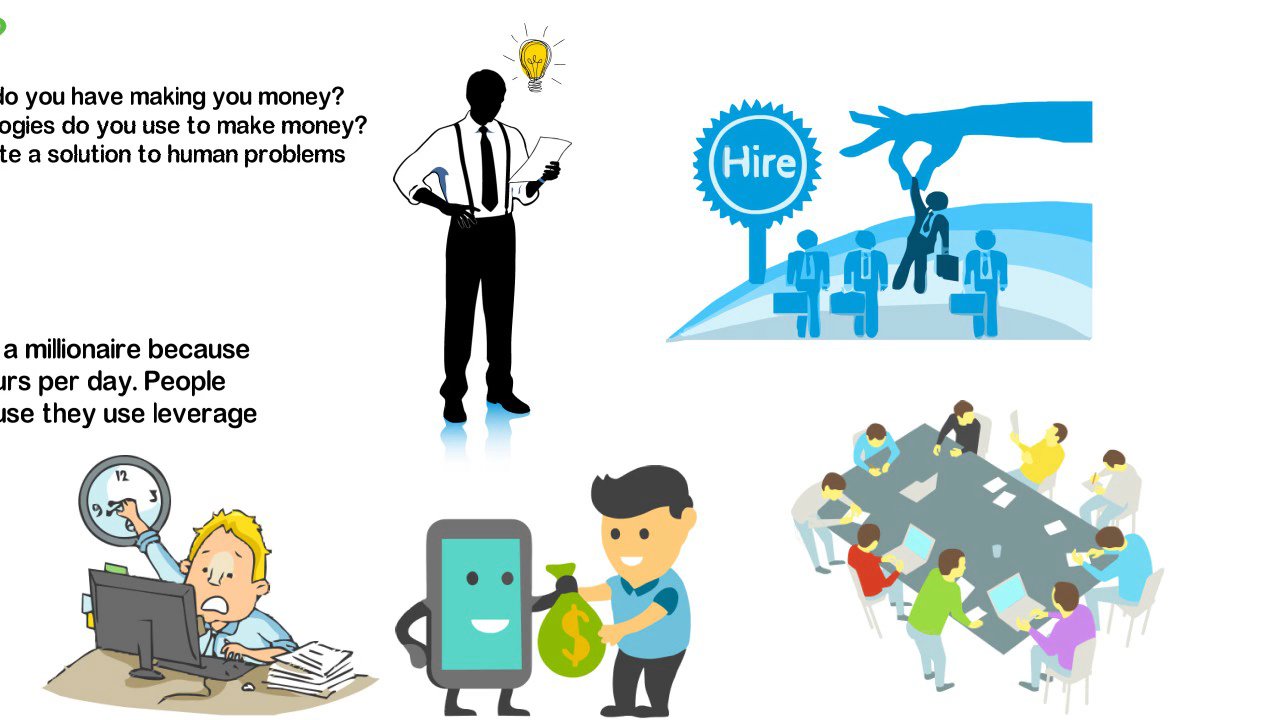 do you have making you money?
ogies do you use to make money?
te a solution to human problems
Hire
a millionaire because
urs per day. People
use they use leverage
12
3
6
9
$